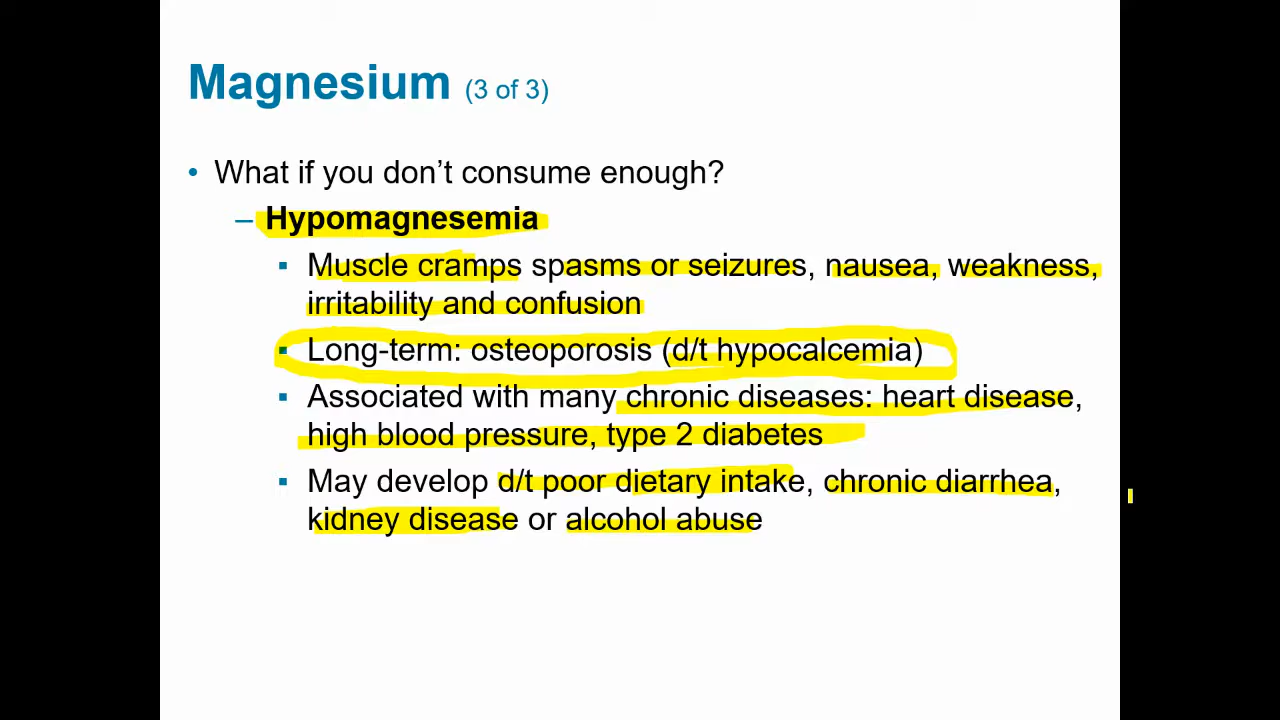 Magnesium (3 of 3)
• What if you don’t consume enough?
– Hypomagnesemia
▪ Muscle cramps spasms or seizures, nausea, weakness,
irritability and confusion
▪ Long-term: osteoporosis (d/t hypocalcemia)
▪ Associated with many chronic diseases: heart disease,
high blood pressure, type 2 diabetes
▪ May develop d/t poor dietary intake, chronic diarrhea,
kidney disease or alcohol abuse